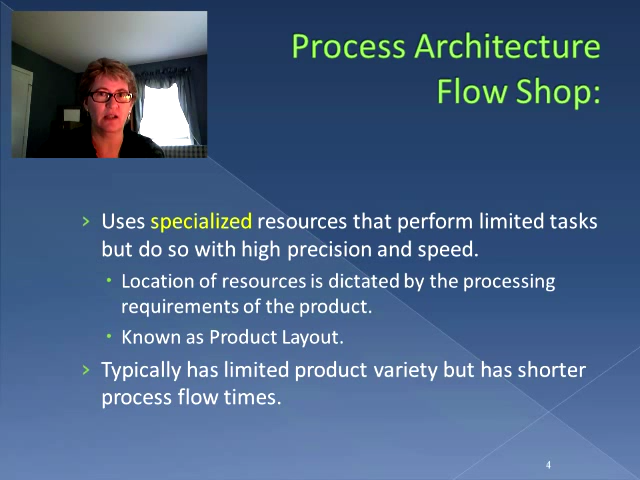 Process Architecture
Flow Shop:
› Uses specialized resources that perform limited tasks
but do so with high precision and speed.
• Location of resources is dictated by the processing
requirements of the product.
• Known as Product Layout.
› Typically has limited product variety but has shorter
process flow times.
4